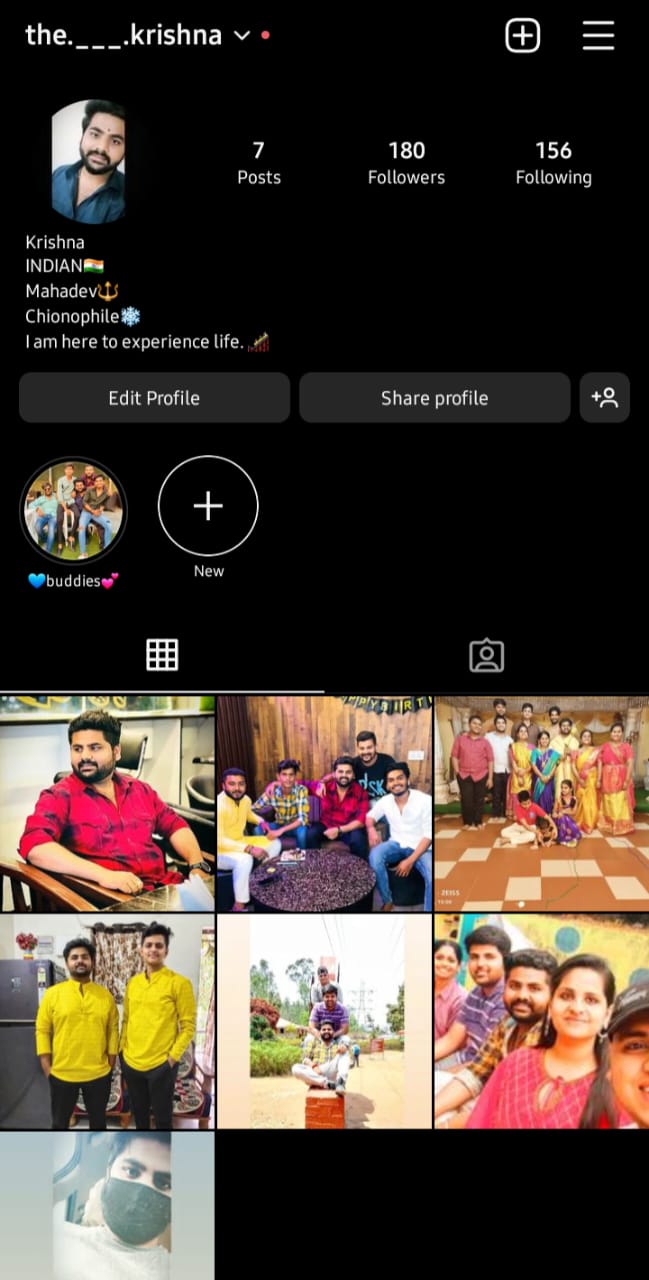 the.___.krishna
7
Posts
180
Followers
156
Following
Krishna
INDIAN🇮🇳
Mahadev🔱
Chionophile❄️
I am here to experience life.
Edit Profile
Share profile
💙buddies💕
New
ZEISS